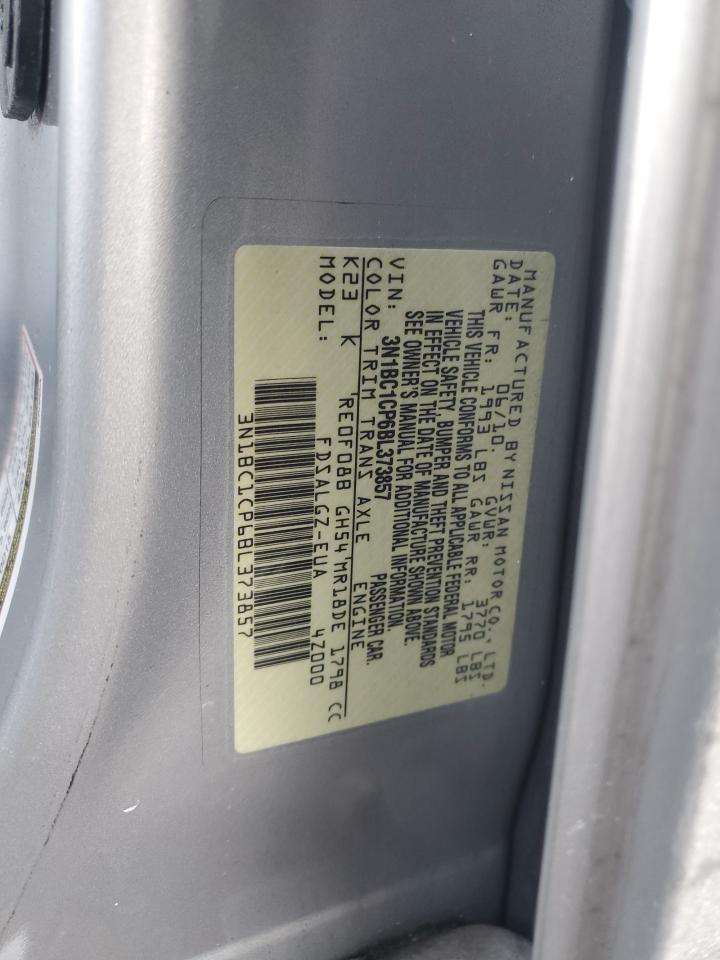 MANUFACTURED BY NISSAN MOTOR CO., LTD.
DATE: 06/10 GVWR: 3770 LBS
GAWR FR: 1993 LBS GAWR RR: 1795 LBS
THIS VEHICLE CONFORMS TO ALL APPLICABLE FEDERAL MOTOR
VEHICLE SAFETY, BUMPER AND THEFT PREVENTION STANDARDS
IN EFFECT ON THE DATE OF MANUFACTURE SHOWN ABOVE.
SEE OWNER'S MANUAL FOR ADDITIONAL INFORMATION.
VIN: 3N1BC1CP6BL373857 PASSENGER CAR.
COLOR TRIM TRANS AXLE ENGINE
K23 K 'RE0F08B GH54'MR18DE 1798 CC
MODEL: FDSALGZ-EUA 4Z000
3N1BC1CP6BL373857